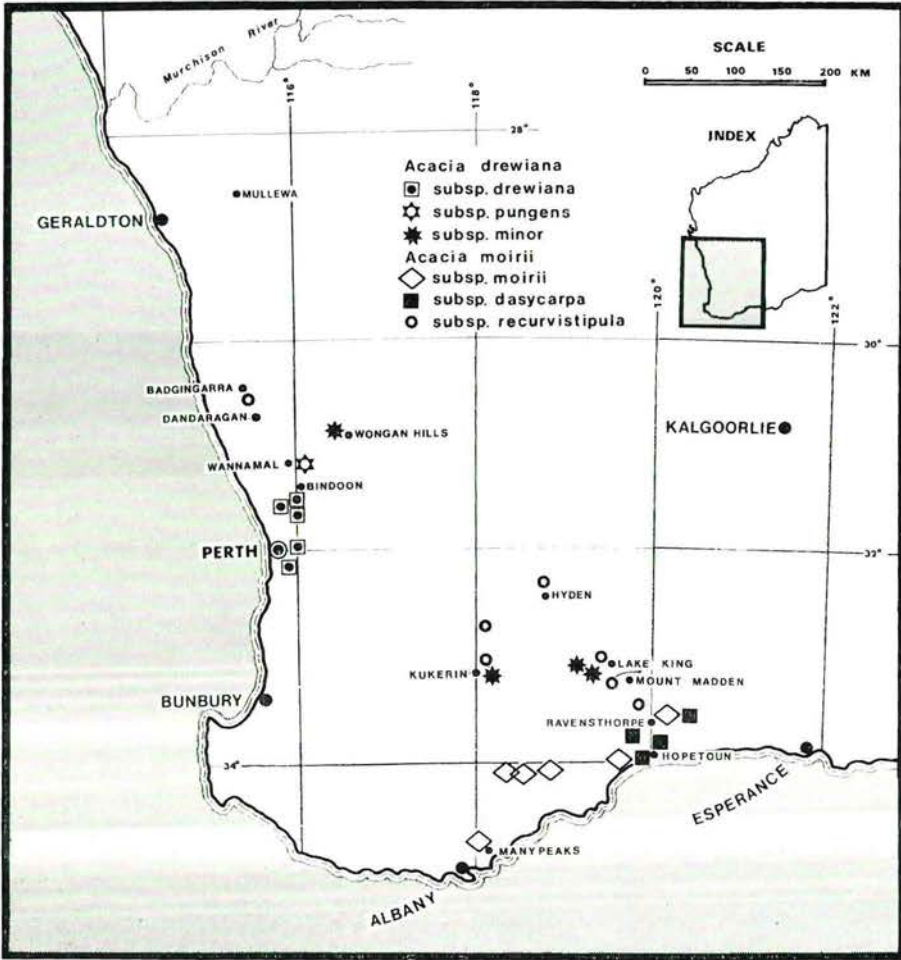 SCALE
0 50 100 150 200 KM
Murchison River
116°
118°
28°
INDEX
Acacia drewiana
subsp. drewiana
subsp. pungens
subsp. minor
Acacia moirii
subsp. moirii
subsp. dasycarpa
subsp. recurvistipula
MULLEWA
GERALDTON
120°
122°
30°
BADGINGARRA
DANDARAGAN
WONGAN HILLS
KALGOORLIE
WANNAMAL
BINDOON
PERTH
32°
HYDEN
KUKERIN
LAKE KING
MOUNT MADDEN
BUNBURY
RAVENSTHORPE
HOPETOUN
34°
ESPERANCE
MANYPEAKS
ALBANY